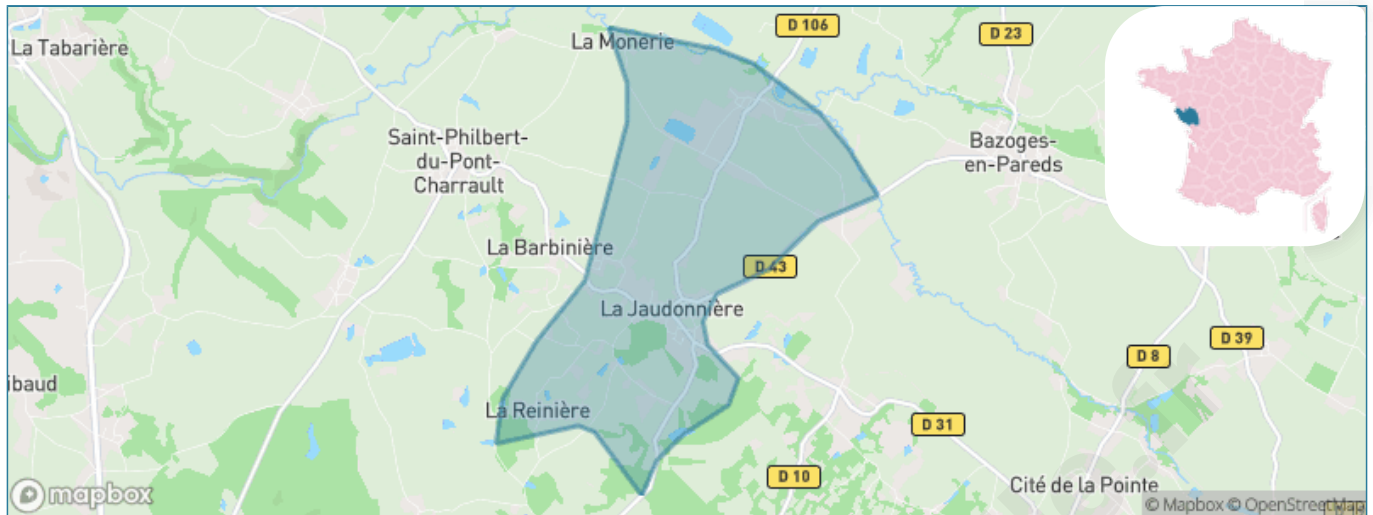 La Tabarière
La Monerie
D 106
D 23
Saint-Philbert-
du-Pont-
Charrault
Bazoges-
en-Pareds
La Barbinière
D 43
La Jaudonnière
D 39
D 8
ibaud
La Reinière
D 31
D 10
Cité de la Pointe
mapbox
© Mapbox © OpenStreetMap